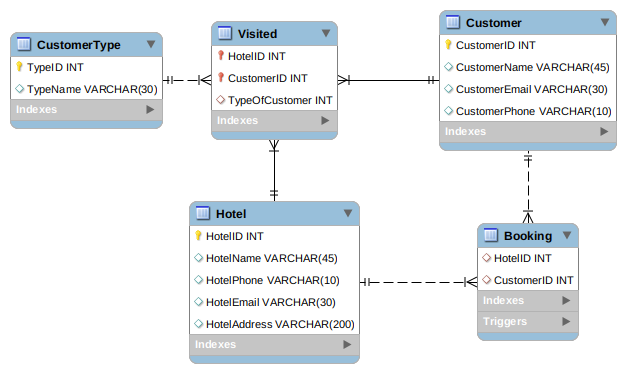 CustomerType
TypeID INT
TypeName VARCHAR(30)
Indexes
Visited
HotelID INT
CustomerID INT
TypeOfCustomer INT
Indexes
Customer
CustomerID INT
CustomerName VARCHAR(45)
CustomerEmail VARCHAR(30)
CustomerPhone VARCHAR(10)
Indexes
Hotel
HotelID INT
HotelName VARCHAR(45)
HotelPhone VARCHAR(10)
HotelEmail VARCHAR(30)
HotelAddress VARCHAR(200)
Indexes
Booking
HotelID INT
CustomerID INT
Indexes
Triggers